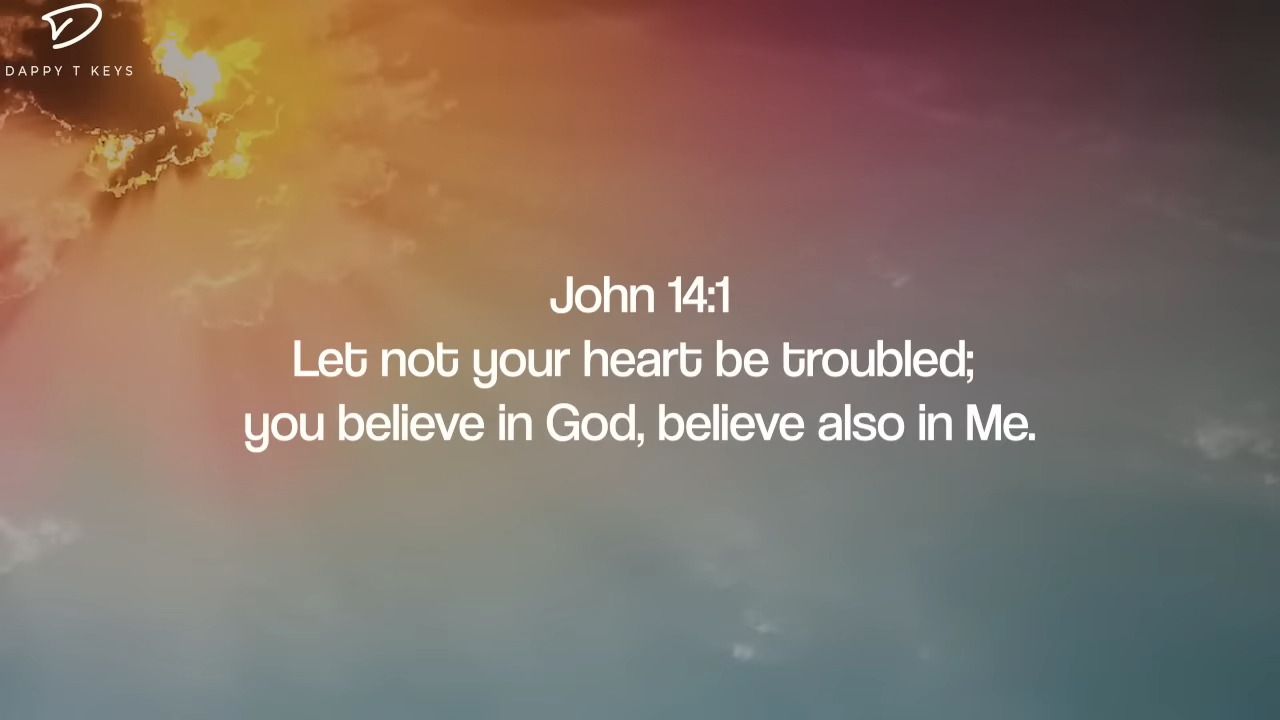 DAPPY T KEYS
John 14:1
Let not your heart be troubled;
you believe in God, believe also in Me.